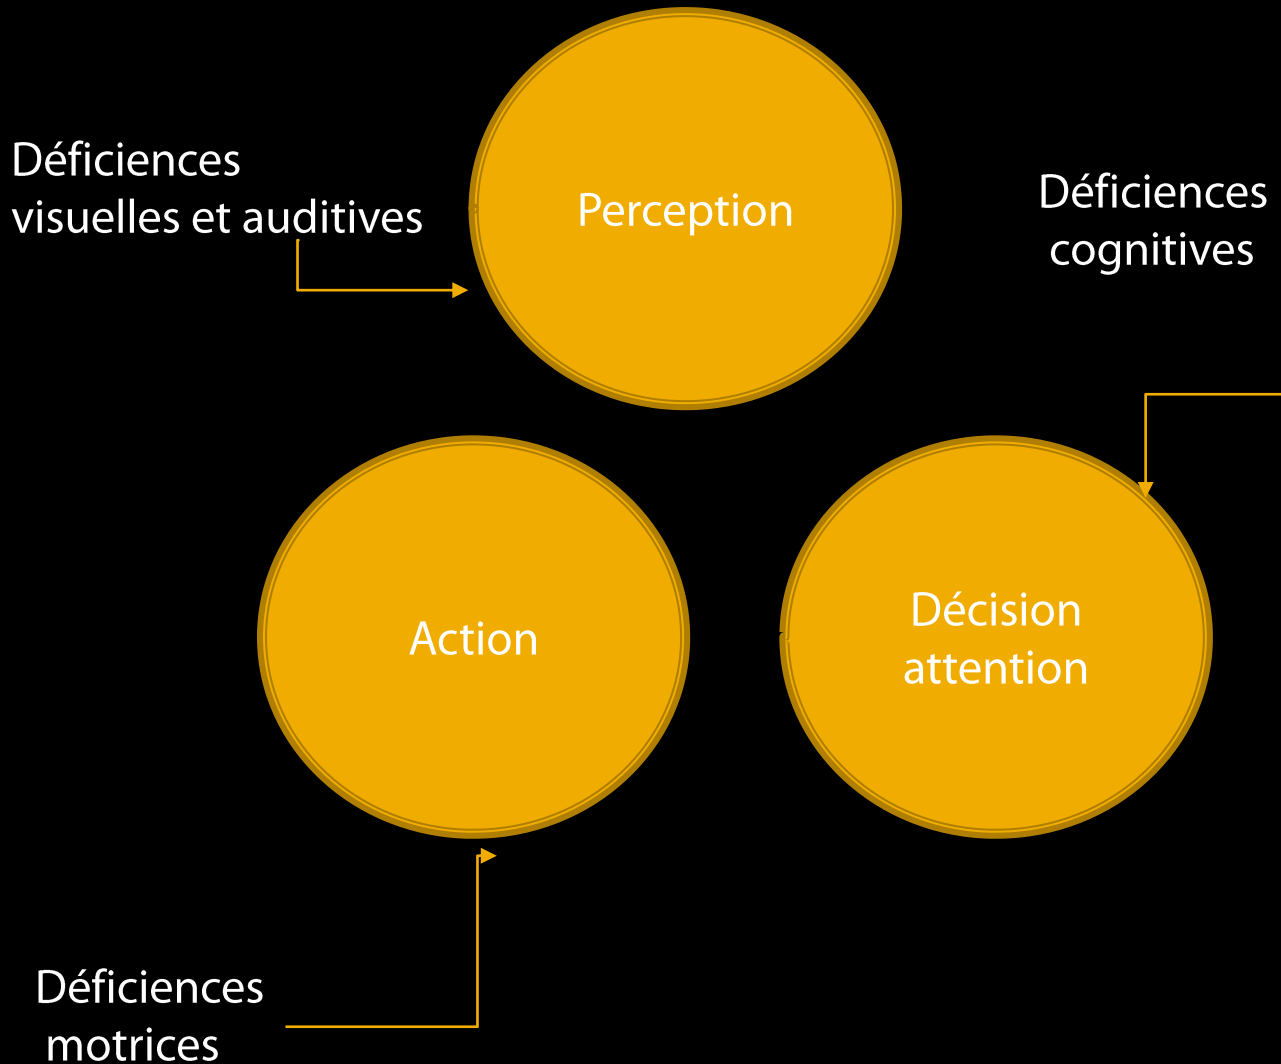 Déficiences
visuelles et auditives
Perception
Déficiences
cognitives
Action
Décision
attention
Déficiences
motrices